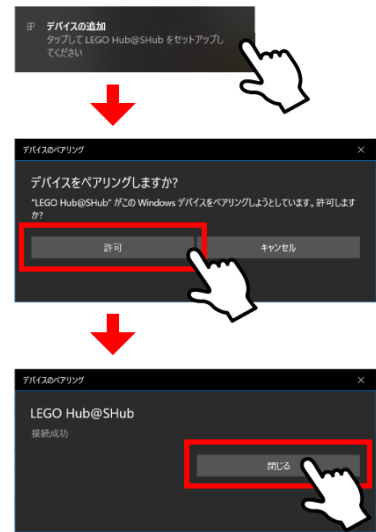 デバイスの追加
タップして LEGO Hub@SHub をセットアップし
てください
デバイスのペアリング
デバイスをペアリングしますか?
"LEGO Hub@SHub" がこの Windows デバイスをペアリングしようとしています。許可します
か?
許可
キャンセル
デバイスのペアリング
LEGO Hub@SHub
接続成功
閉じる